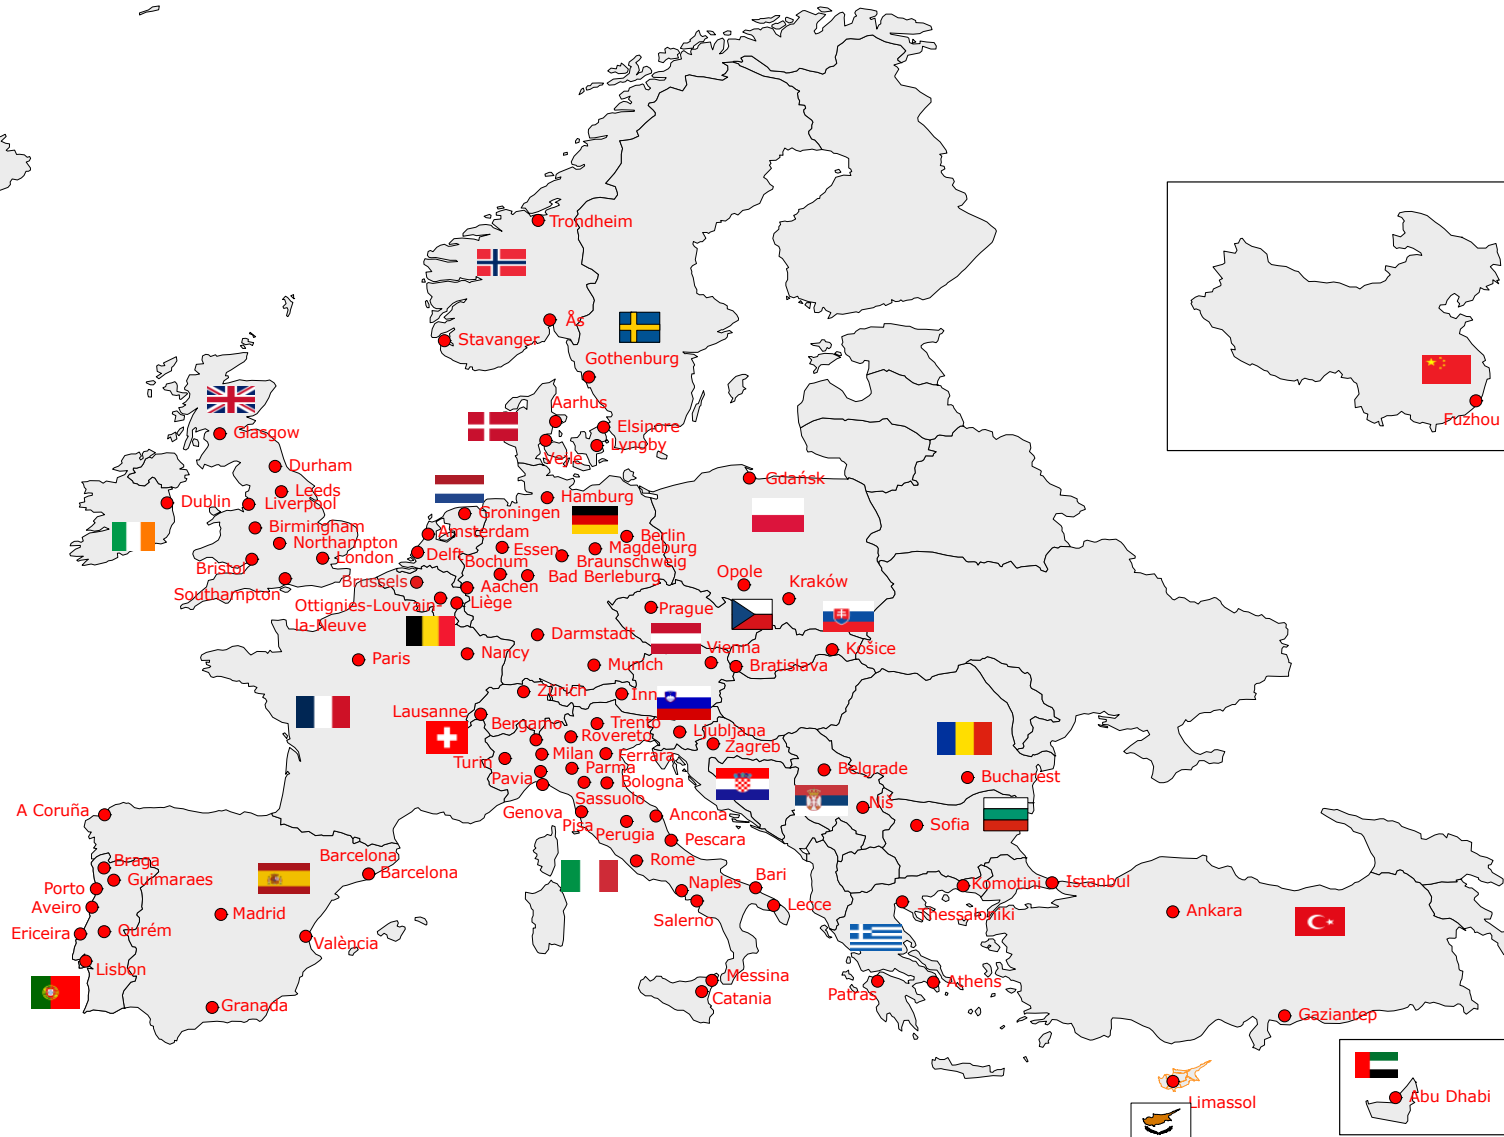 Trondheim
Ås
Stavanger
Gothenburg
Aarhus
Elsinore
Lyngby
Vejle
Fuzhou
Glasgow
Durham
Leeds
Liverpool
Dublin
Birmingham
Northampton
London
Bristol
Southampton
Gdańsk
Hamburg
Groningen
Amsterdam
Delft
Berlin
Magdeburg
Essen
Braunschweig
Bochum
Bad Berleburg
Aachen
Brussels
Liège
Ottignies-Louvain-
la-Neuve
Opole
Kraków
Prague
Darmstadt
Nancy
Paris
Munich
Vienna
Bratislava
Košice
Zürich
Inn
Lausanne
Bergamo
Trento
Rovereto
Ljubljana
Zagreb
Milan
Ferrara
Turin
Parma
Pavia
Bologna
Sassuolo
Genova
Pisa
Perugia
Ancona
Pescara
Rome
Belgrade
Niš
Bucharest
Sofia
A Coruña
Braga
Guimaraes
Porto
Aveiro
Ericeira
Ourém
Lisbon
Barcelona
Barcelona
Madrid
València
Granada
Naples
Salerno
Bari
Lecce
Messina
Catania
Komotini
Istanbul
Thessaloniki
Ankara
Patras
Athens
Gaziantep
Limassol
Abu Dhabi